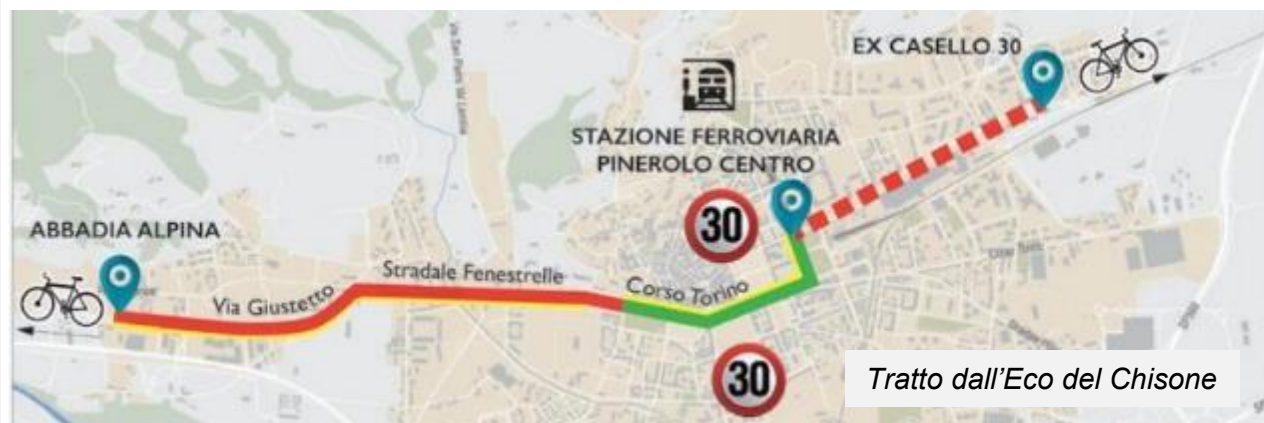 EX CASELLO 30
STAZIONE FERROVIARIA
PINEROLO CENTRO
30
ABBADIA ALPINA
Stradale Fenestrelle
Via Giustetto
Corso Torino
30
Tratto dall'Eco del Chisone